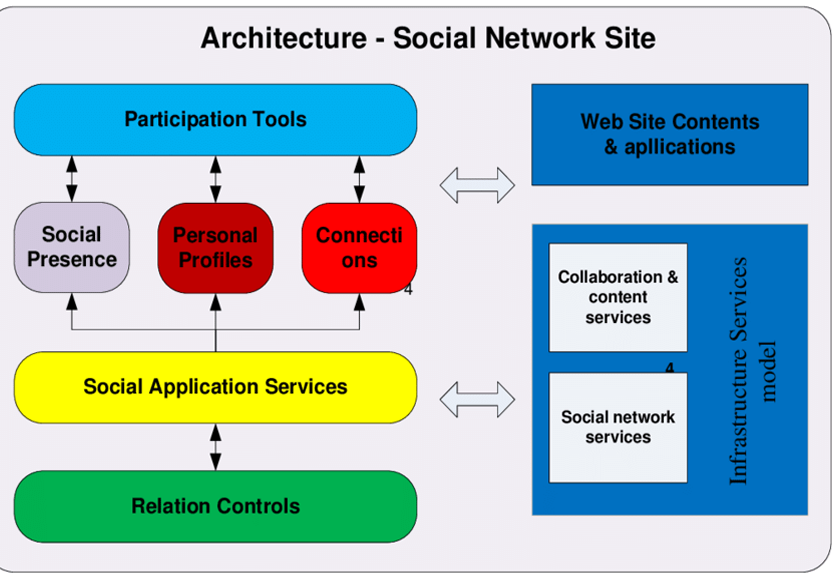 Architecture - Social Network Site
Participation Tools
Web Site Contents
& apllications
Social
Presence
Personal
Profiles
Connecti
ons
4
Collaboration &
content
services
4
Social network
services
Infrastructure Services
model
Social Application Services
Relation Controls